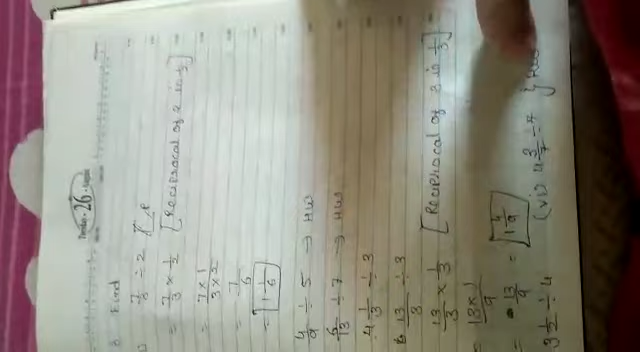 3. Find
7/3 ÷ 2
= 7/3 × 1/2 [Reciprocal of 2 is 1/2]
= 7 × 1 / 3 × 2
= 7/6
= 1 1/6
4/9 ÷ 5 → HW
6/13 ÷ 7 → HW
4 1/3 ÷ 3
13/3 ÷ 3
13/3 × 1/3 [Reciprocal of 3 is 1/3]
= 13 × 1 / 9
= 13/9 = 1 4/9
3 1/2 ÷ 4 (vi) 4 3/7 ÷ 7 } HW